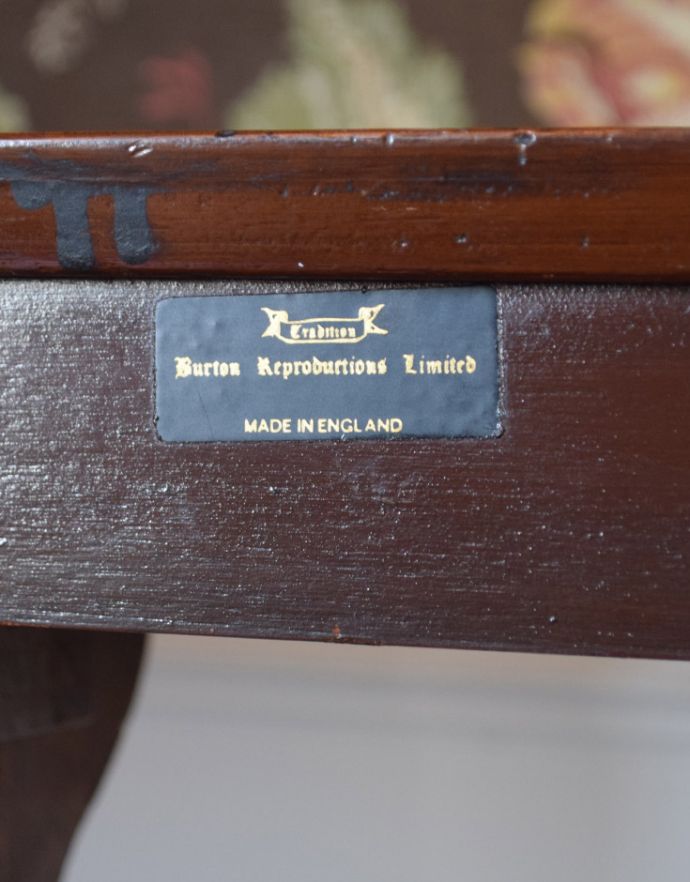 Tradition
Burton Reproductions Limited
MADE IN ENGLAND